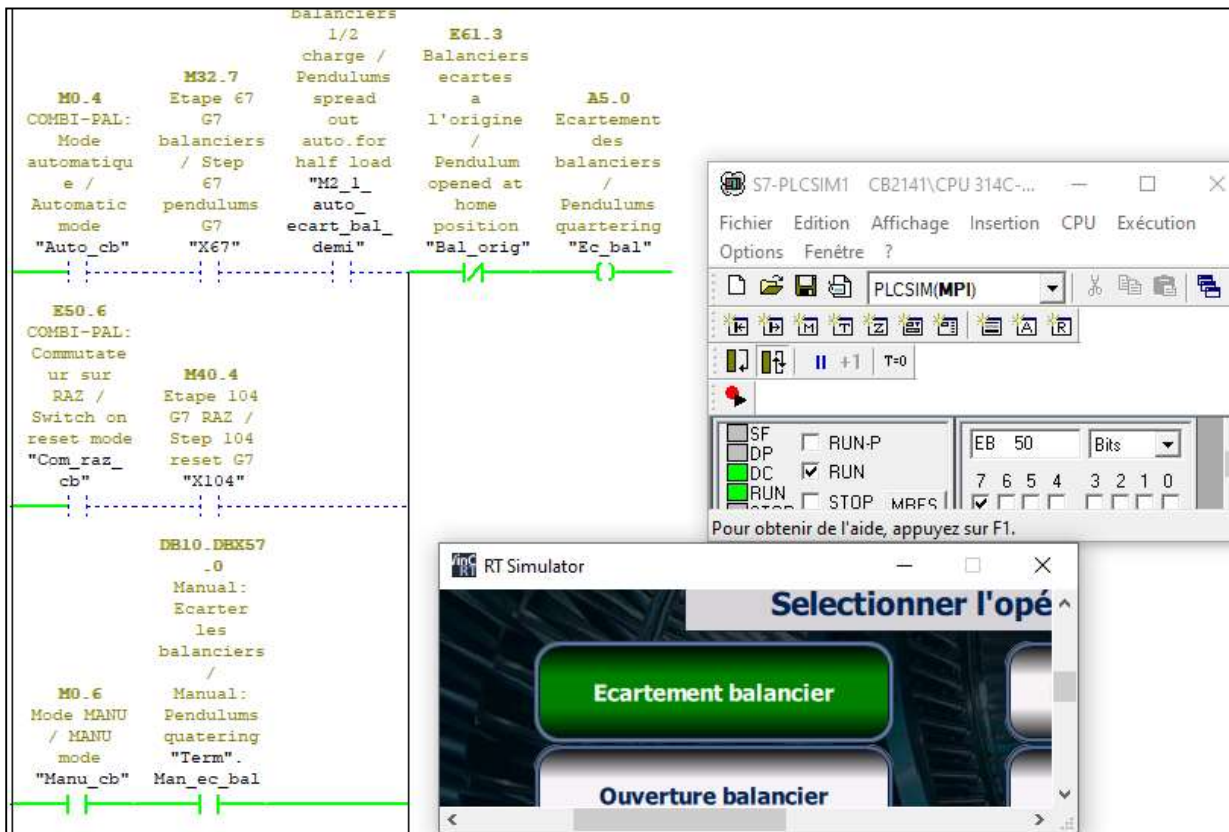 balanciers
1/2
charge /
Pendulums
spread
out
auto.for
half load
"M2_1_
auto_
ecart_bal_
demi"
E61.3
Balanciers
ecartes
a
l'origine
/
Pendulum
opened at
home
position
"Bal_orig"
M32.7
Etape 67
G7
balanciers
/ Step
67
pendulums
G7
"X67"
M0.4
COMBI-PAL:
Mode
automatiqu
e /
Automatic
mode
"Auto_cb"
A5.0
Ecartement
des
balanciers
/
Pendulums
quartering
"Ec_bal"
E50.6
COMBI-PAL:
Commutate
ur sur
RAZ /
Switch on
reset mode
"Com_raz_
cb"
M40.4
Etape 104
G7 RAZ /
Step 104
reset G7
"X104"
DB10.DBX57
.0
Manual:
Ecarter
les
balanciers
/
Manual:
Pendulums
quatering
"Term".
Man_ec_bal
M0.6
Mode MANU
/ MANU
mode
"Manu_cb"
S7-PLCSIM1 CB2141\CPU 314C-...
Fichier Edition Affichage Insertion CPU Exécution
Options Fenêtre ?
PLCSIM(MPI)
+1 T=0
SF
DP
DC
RUN
STOP
RUN-P
RUN
STOP MRES
EB 50 Bits
7 6 5 4 3 2 1 0
Pour obtenir de l'aide, appuyez sur F1.
RT Simulator
Selectionner l'opé
Ecartement balancier
Ouverture balancier